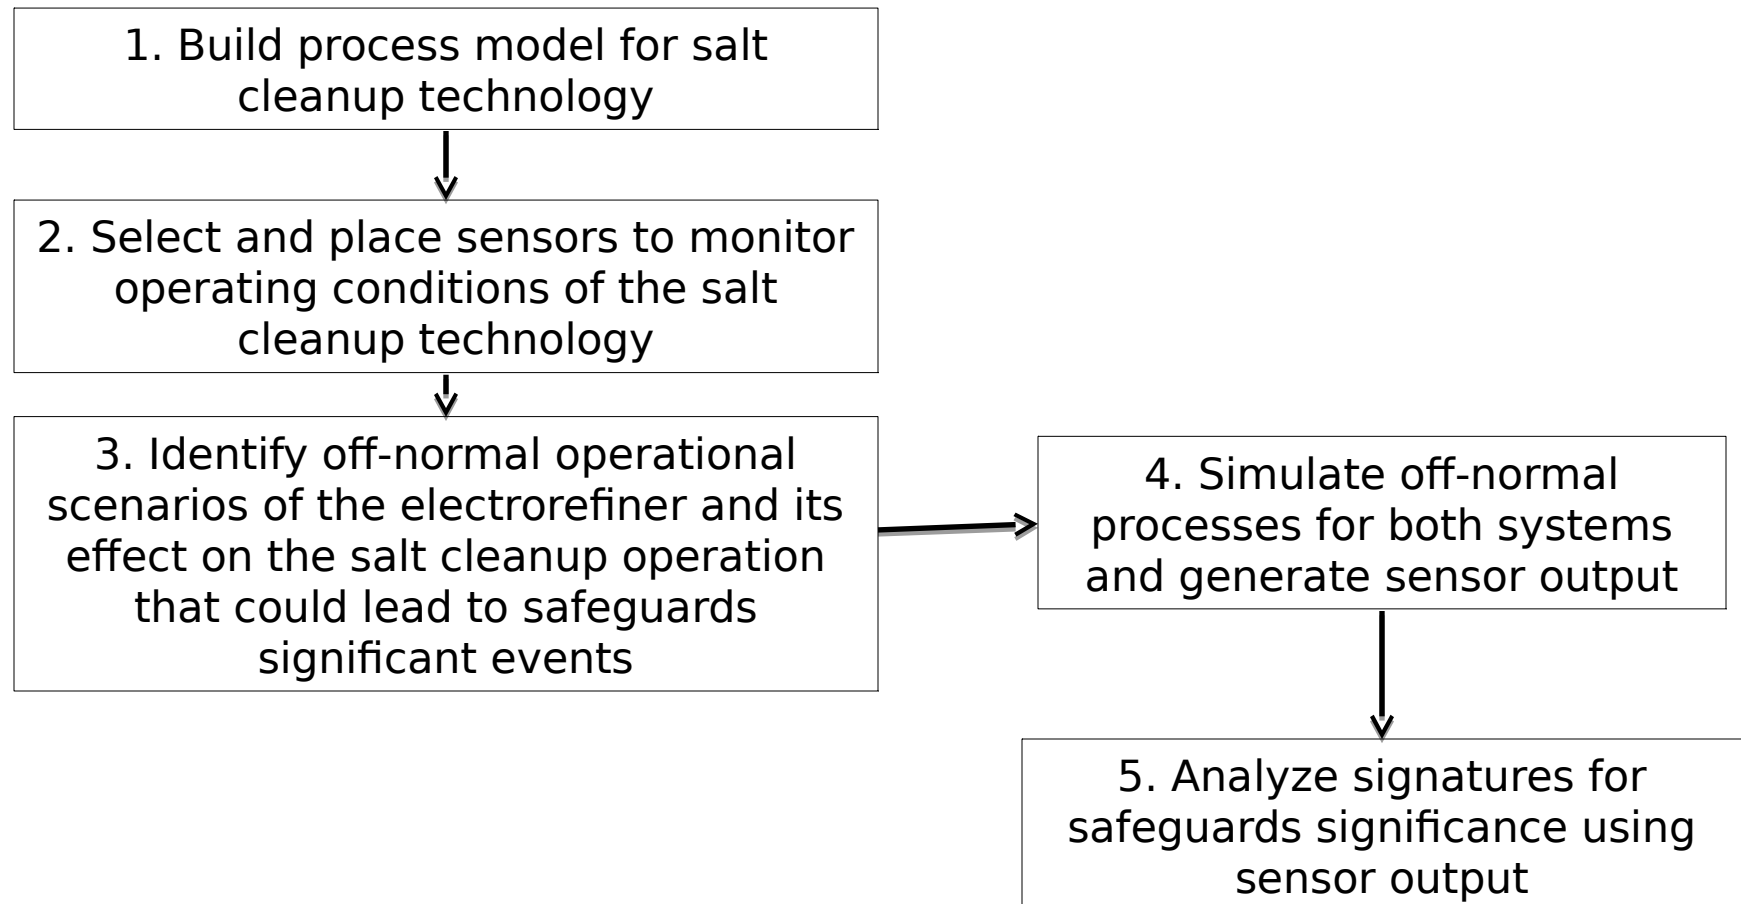 1. Build process model for salt
cleanup technology
2. Select and place sensors to monitor
operating conditions of the salt
cleanup technology
3. Identify off-normal operational
scenarios of the electrorefiner and its
effect on the salt cleanup operation
that could lead to safeguards
significant events
4. Simulate off-normal
processes for both systems
and generate sensor output
5. Analyze signatures for
safeguards significance using
sensor output